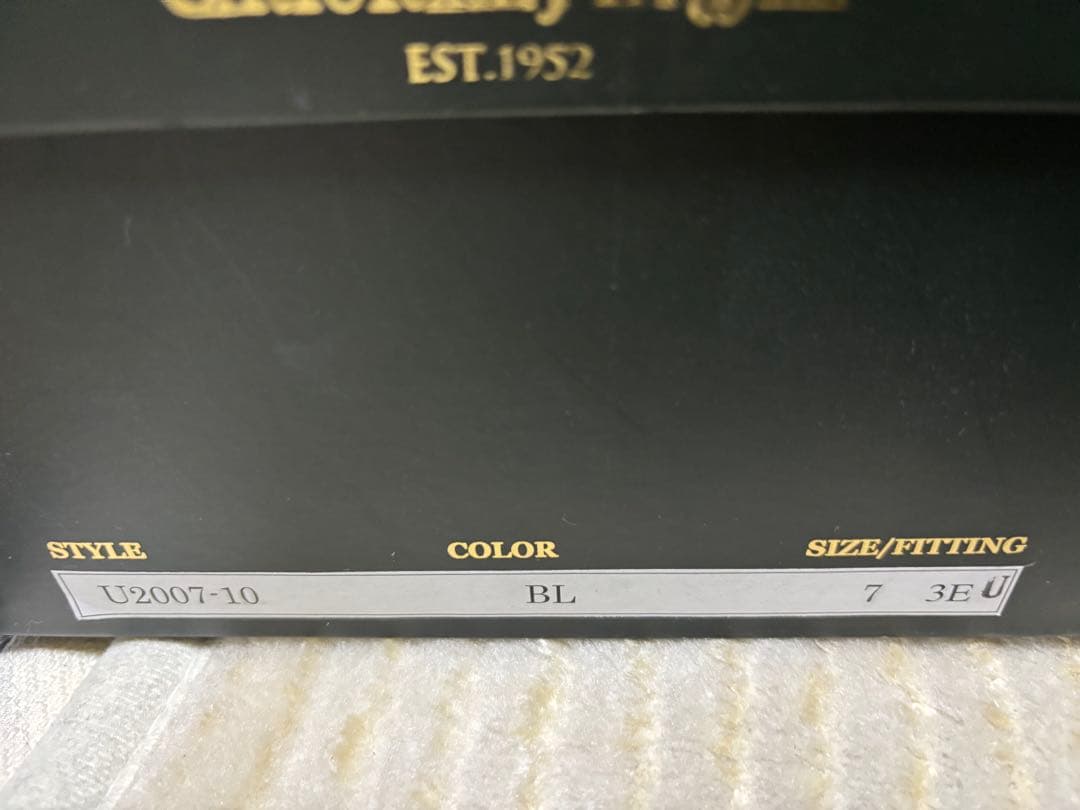 EST.1952
STYLE COLOR SIZE/FITTING
U2007-10 BL 7 3E U